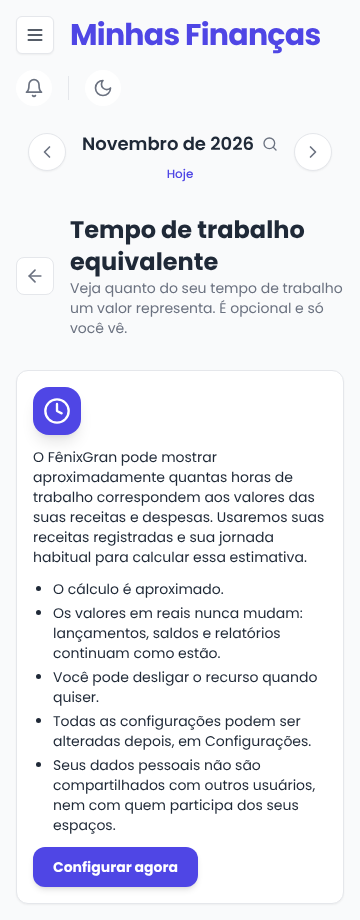 Minhas Finanças
Novembro de 2026
Hoje
Tempo de trabalho
equivalente
Veja quanto do seu tempo de trabalho
um valor representa. É opcional e só
você vê.
O FênixGran pode mostrar
aproximadamente quantas horas de
trabalho correspondem aos valores das
suas receitas e despesas. Usaremos suas
receitas registradas e sua jornada
habitual para calcular essa estimativa.
• O cálculo é aproximado.
• Os valores em reais nunca mudam:
lançamentos, saldos e relatórios
continuam como estão.
• Você pode desligar o recurso quando
quiser.
• Todas as configurações podem ser
alteradas depois, em Configurações.
• Seus dados pessoais não são
compartilhados com outros usuários,
nem com quem participa dos seus
espaços.
Configurar agora